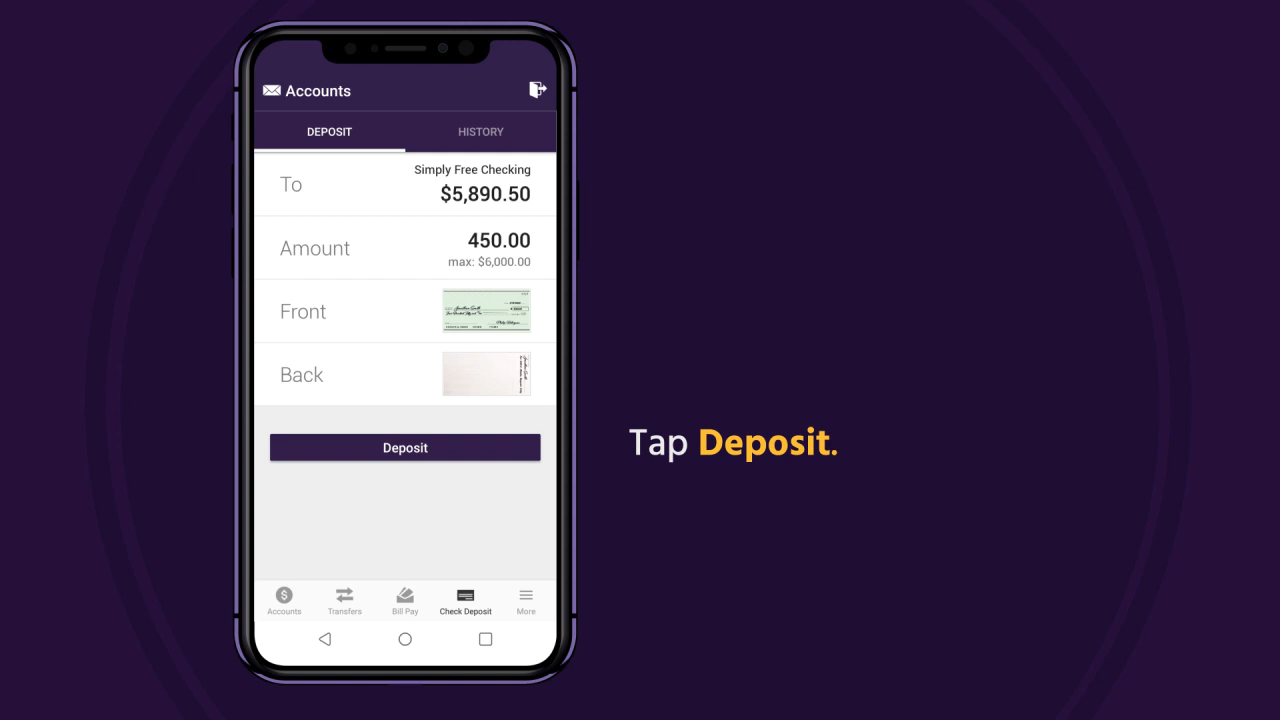 Accounts
DEPOSIT HISTORY
To
Simply Free Checking
$5,890.50
Amount
450.00
max: $6,000.00
Front
Back
Deposit
Tap Deposit.
Accounts Transfers Bill Pay Check Deposit More